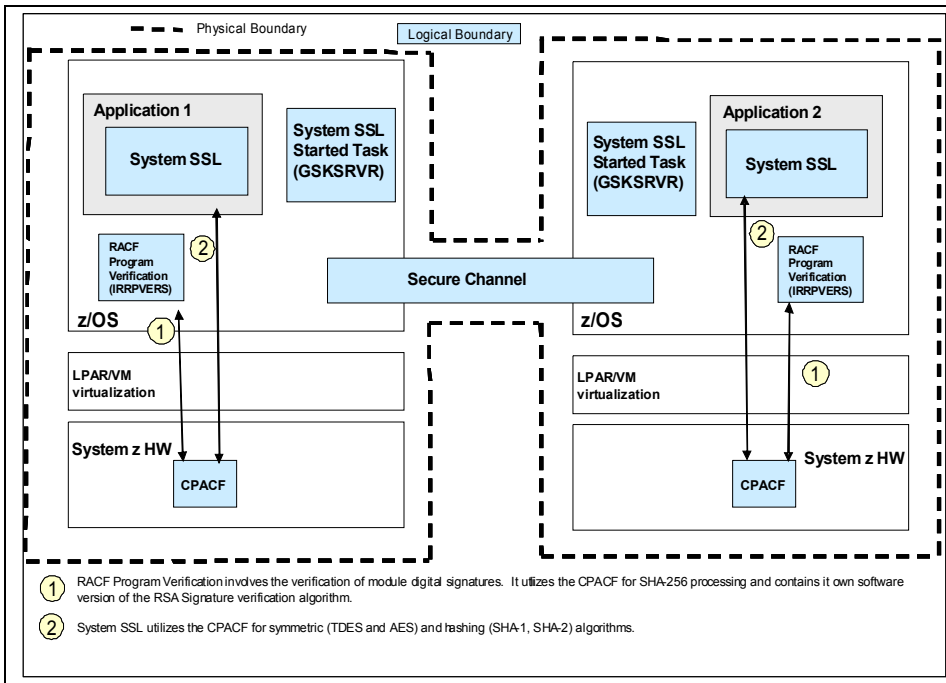 Physical Boundary
Logical Boundary
Application 1
System SSL
System SSL
Started Task
(GSKSRVR)
2
RACF
Program
Verification
(IRRPVERS)
1
z/OS
LPAR/VM
virtualization
System z HW
CPACF
Secure Channel
Application 2
System SSL
System SSL
Started Task
(GSKSRVR)
2
RACF
Program
Verification
(IRRPVERS)
z/OS
1
LPAR/VM
virtualization
System z HW
CPACF
1 RACF Program Verification involves the verification of module digital signatures. It utlizes the CPACF for SHA-256 processing and contains it own software
version of the RSA Signature verification algorithm.
2 System SSL utilizes the CPACF for symmetric (TDES and AES) and hashing (SHA-1, SHA-2) algorithms.